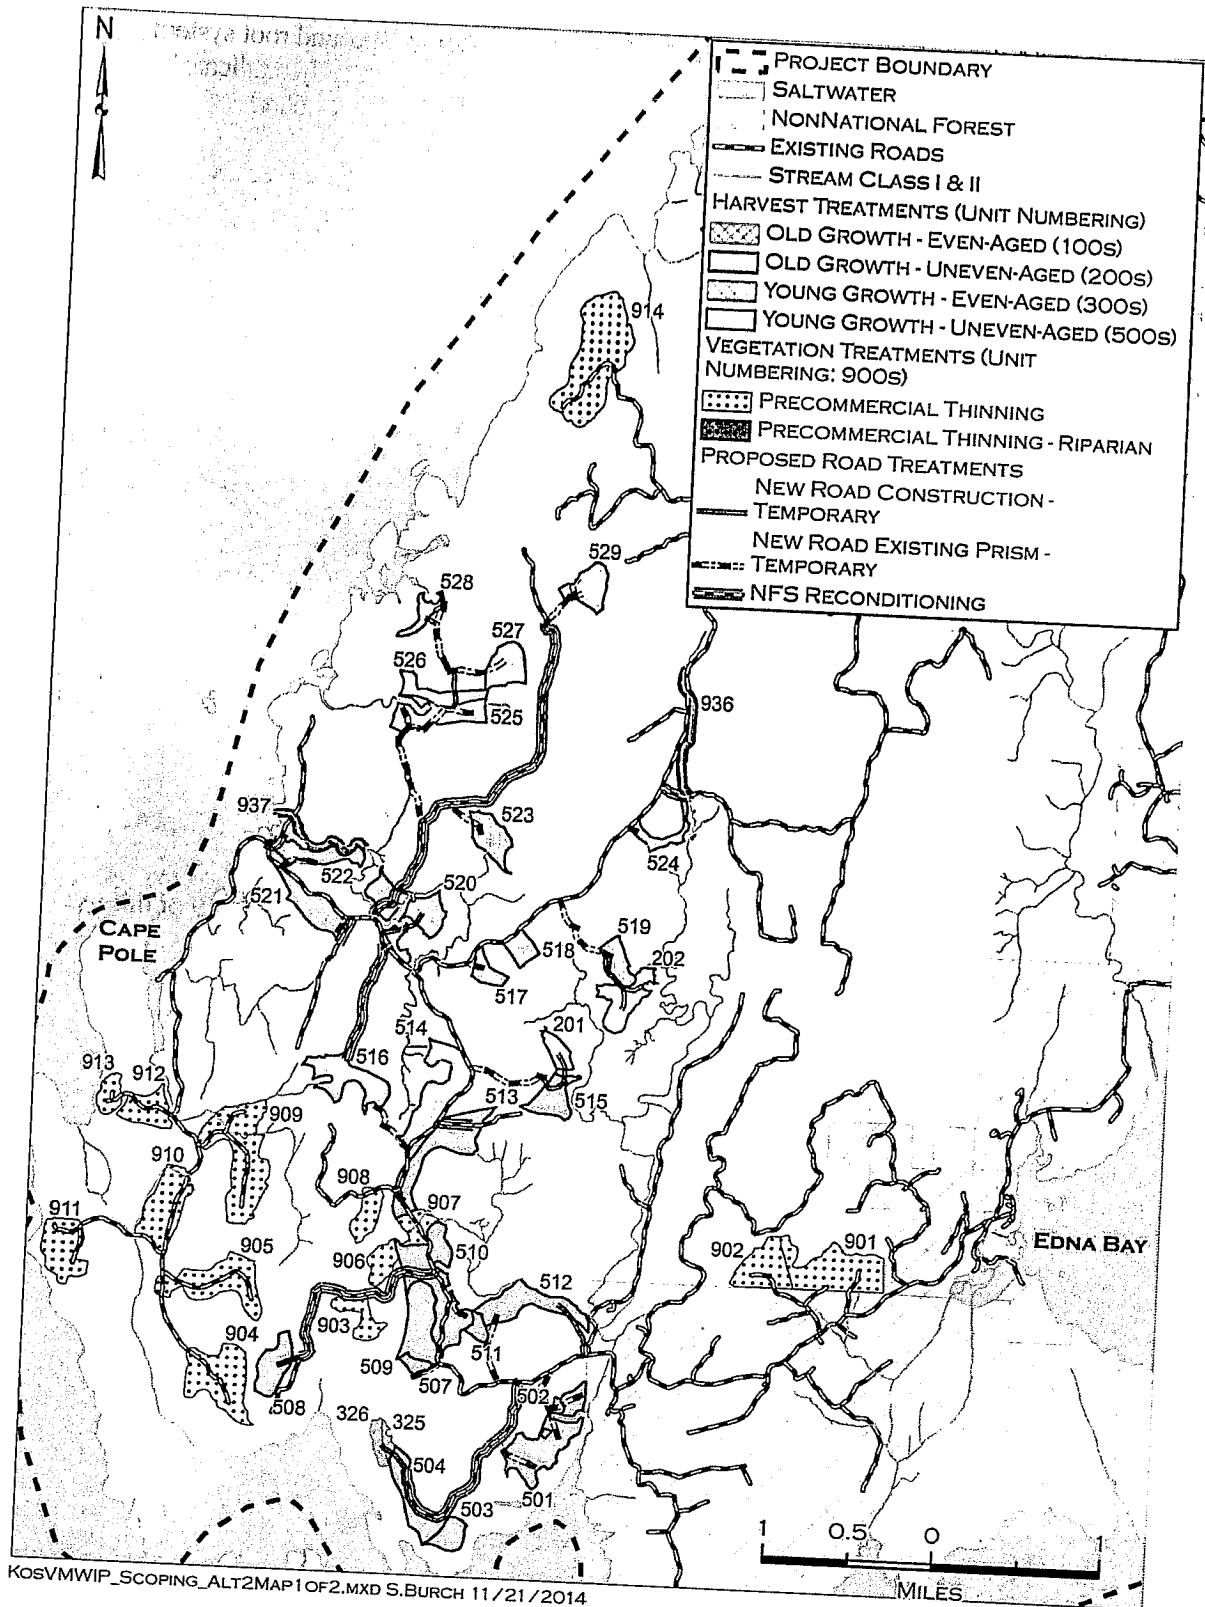 N
PROJECT BOUNDARY
SALTWATER
NONNATIONAL FOREST
EXISTING ROADS
STREAM CLASS I & II
HARVEST TREATMENTS (UNIT NUMBERING)
OLD GROWTH - EVEN-AGED (100S)
OLD GROWTH - UNEVEN-AGED (200S)
YOUNG GROWTH - EVEN-AGED (300S)
YOUNG GROWTH - UNEVEN-AGED (500S)
VEGETATION TREATMENTS (UNIT
NUMBERING: 900S)
PRECOMMERCIAL THINNING
PRECOMMERCIAL THINNING - RIPARIAN
PROPOSED ROAD TREATMENTS
NEW ROAD CONSTRUCTION -
TEMPORARY
NEW ROAD EXISTING PRISM -
TEMPORARY
NFS RECONDITIONING
914
529
528
527
526
525
936
937
523
524
522
520
521
CAPE
POLE
519
518
202
517
201
514
516
913
912
513
515
909
910
908
907
911
510
906
905
902
901
EDNA BAY
512
903
904
511
509
507
508
502
326
325
504
503
501
1 0.5 0 1
MILES
KOSVMWIP_SCOPING_ALT2MAP1OF2.MXD S.BURCH 11/21/2014